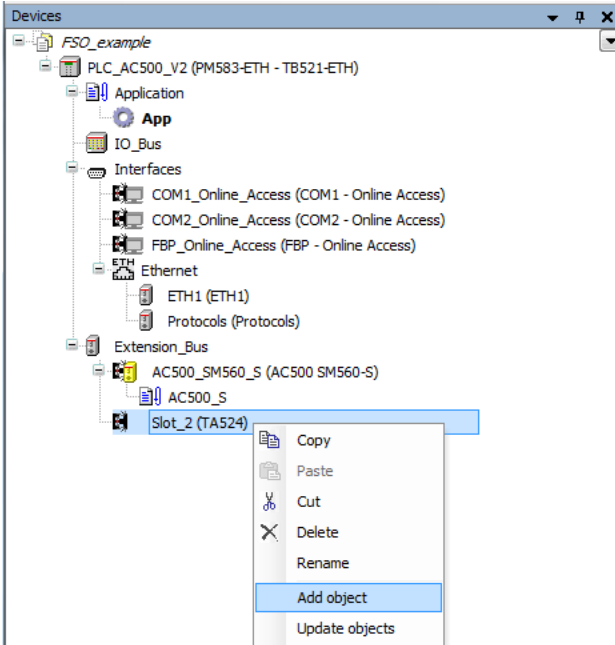 Devices
FSO_example
PLC_AC500_V2 (PM583-ETH - TB521-ETH)
Application
App
IO_Bus
Interfaces
COM1_Online_Access (COM1 - Online Access)
COM2_Online_Access (COM2 - Online Access)
FBP_Online_Access (FBP - Online Access)
ETH Ethernet
ETH1 (ETH1)
Protocols (Protocols)
Extension_Bus
AC500_SM560_S (AC500 SM560-S)
AC500_S
Slot_2 (TA524)
Copy
Paste
Cut
Delete
Rename
Add object
Update objects